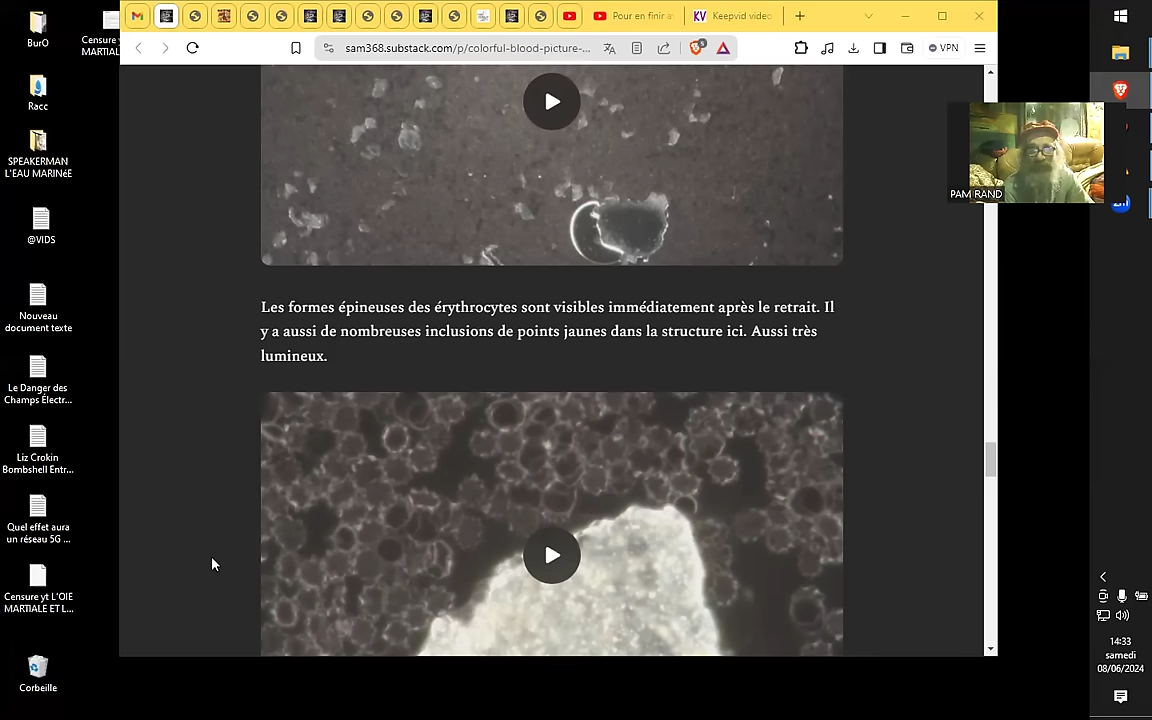 BurO
Censure yt
MARTIAL...
Racc
SPEAKERMAN
L'EAU MARINéE
@VIDS
Nouveau
document texte
Le Danger des
Champs Électr...
Liz Crokin
Bombshell Entr...
Quel effet aura
un réseau 5G ...
Censure yt L'OIE
MARTIALE ET L...
Corbeille
Pour en finir
KV Keepvid video
sam368.substack.com/p/colorful-blood-picture-...
5
VPN
Les formes épineuses des érythrocytes sont visibles immédiatement après le retrait. Il
y a aussi de nombreuses inclusions de points jaunes dans la structure ici. Aussi très
lumineux.
PAM RAND
14:33
samedi
08/06/2024